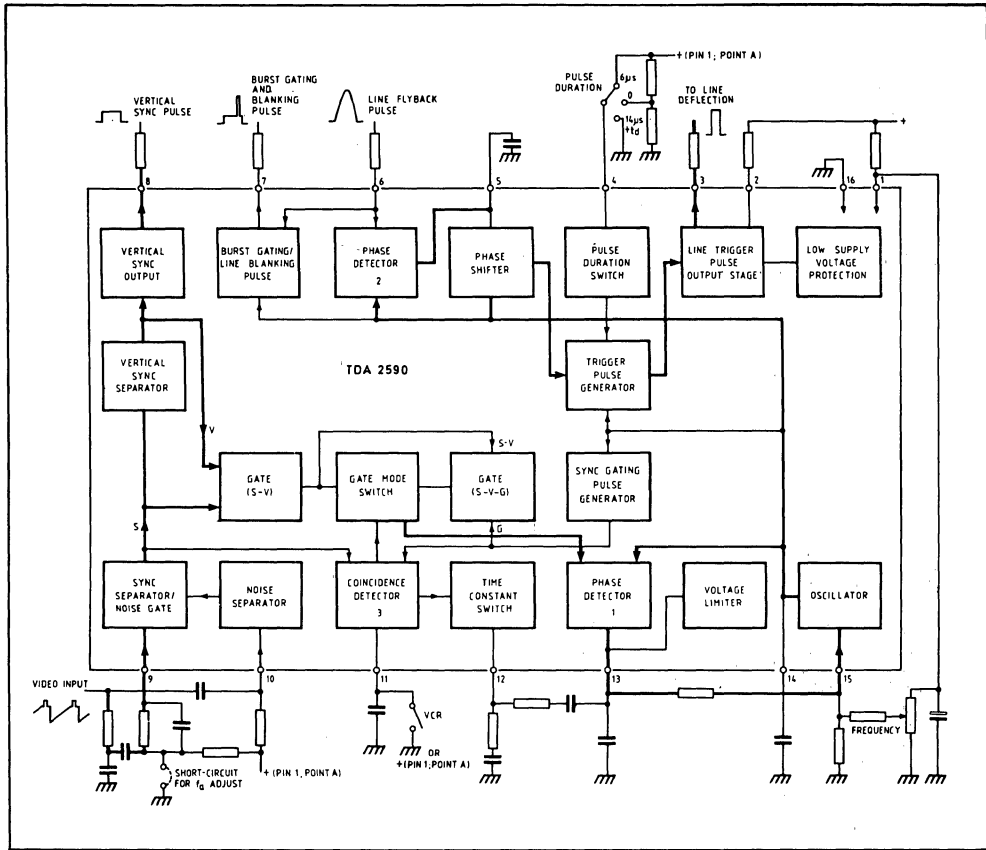 +(PIN 1; POINT A)
BURST GATING
AND
BLANKING
PULSE
VERTICAL
SYNC PULSE
LINE FLYBACK
PULSE
PULSE
DURATION
6µs
0
14µs
+td
TO LINE
DEFLECTION
+
8
7
6
5
4
3
2
16
1
VERTICAL
SYNC
OUTPUT
BURST GATING/
LINE BLANKING
PULSE
PHASE
DETECTOR
2
PHASE
SHIFTER
PULSE
DURATION
SWITCH
LINE TRIGGER
PULSE
OUTPUT STAGE
LOW SUPPLY
VOLTAGE
PROTECTION
VERTICAL
SYNC
SEPARATOR
TDA 2590
TRIGGER
PULSE
GENERATOR
V
S-V
GATE
(S-V)
GATE MODE
SWITCH
GATE
(S-V-G)
SYNC GATING
PULSE
GENERATOR
S
G
SYNC
SEPARATOR/
NOISE GATE
NOISE
SEPARATOR
COINCIDENCE
DETECTOR
3
TIME
CONSTANT
SWITCH
PHASE
DETECTOR
1
VOLTAGE
LIMITER
OSCILLATOR
9
10
11
12
13
14
15
VIDEO INPUT
VCR
OR
+(PIN 1; POINT A)
FREQUENCY
SHORT-CIRCUIT
FOR fo ADJUST
+(PIN 1, POINT A)